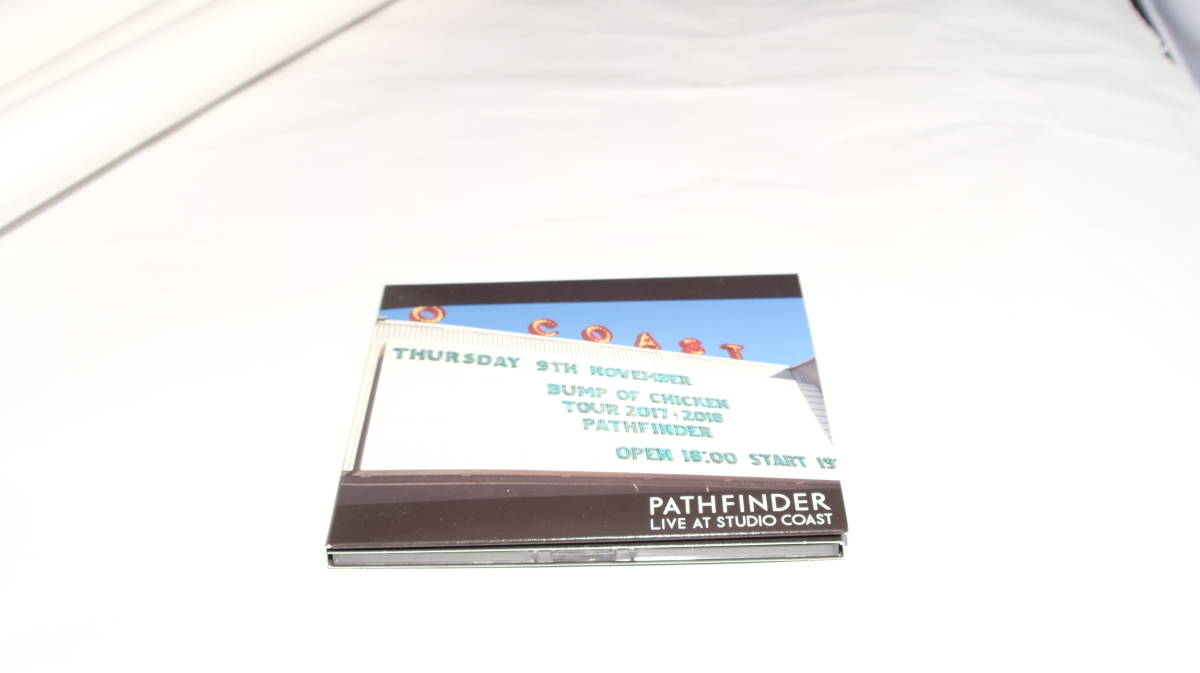 O COAST
THURSDAY 9TH NOVEMBER
BUMP OF CHICKEN
TOUR 2017-2018
PATHFINDER
OPEN 18:00 START 19
PATHFINDER
LIVE AT STUDIO COAST